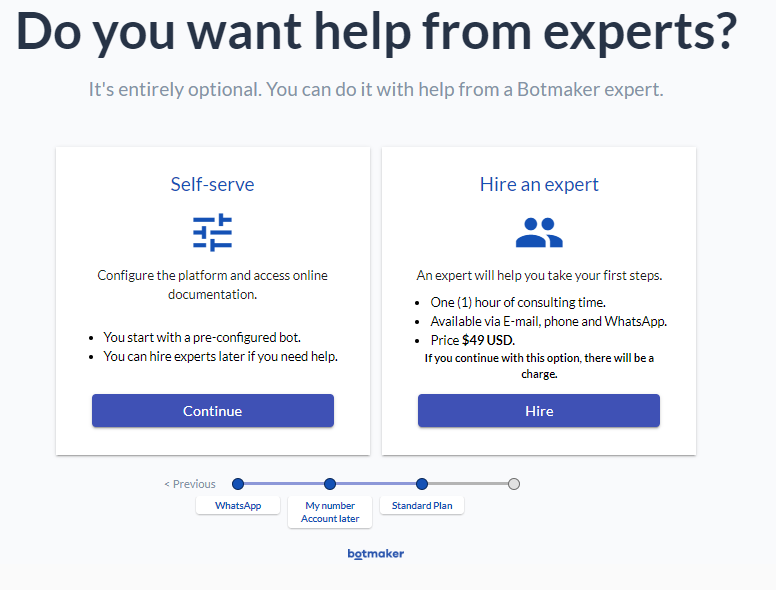 Do you want help from experts?
It's entirely optional. You can do it with help from a Botmaker expert.
Self-serve
Configure the platform and access online
documentation.
You start with a pre-configured bot.
You can hire experts later if you need help.
Continue
Hire an expert
An expert will help you take your first steps.
One (1) hour of consulting time.
Available via E-mail, phone and WhatsApp.
Price $49 USD.
If you continue with this option, there will be a
charge.
Hire
< Previous
WhatsApp
My number
Account later
Standard Plan
botmaker